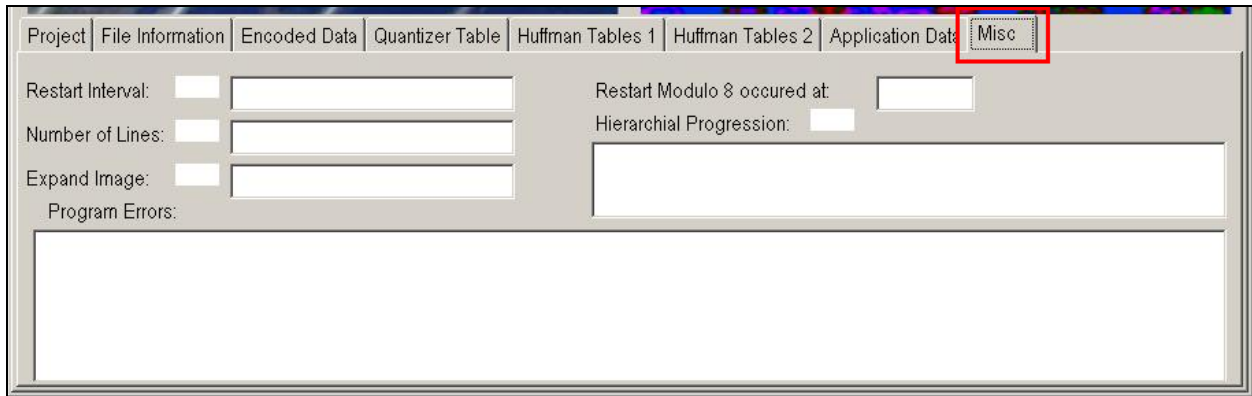 Project File Information Encoded Data Quantizer Table Huffman Tables 1 Huffman Tables 2 Application Data Misc
Restart Interval:
Number of Lines:
Expand Image:
Program Errors:
Restart Modulo 8 occured at:
Hierarchial Progression: